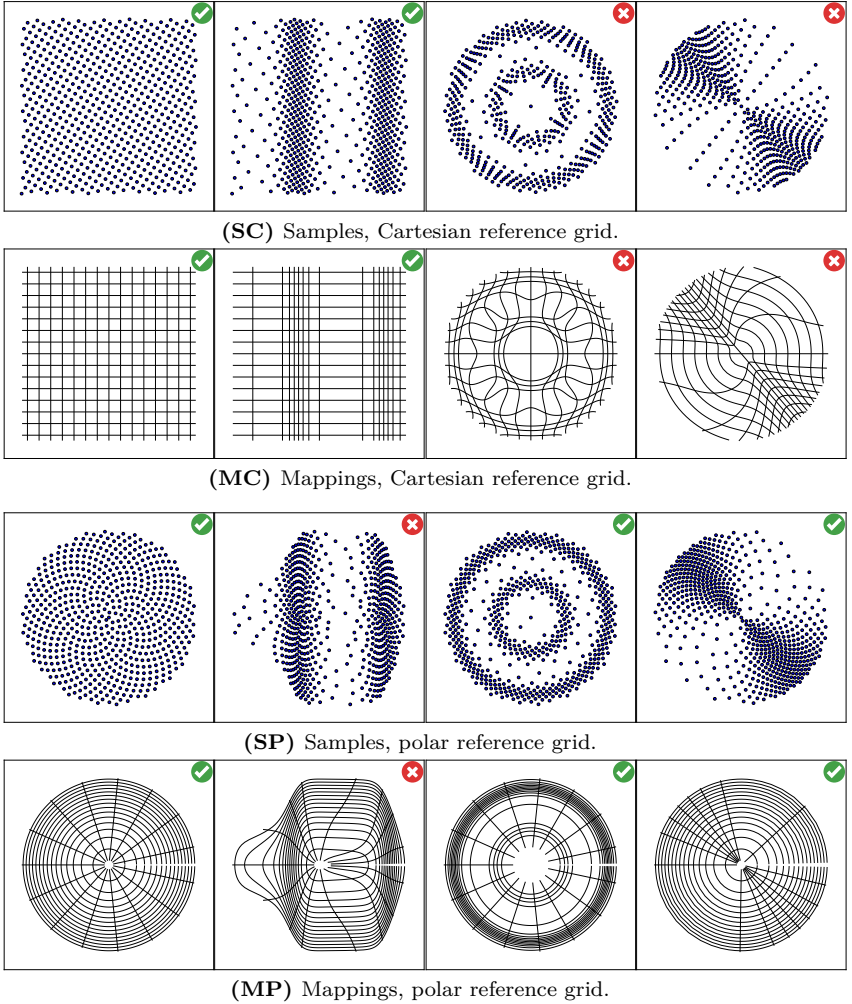 (SC) Samples, Cartesian reference grid.
(MC) Mappings, Cartesian reference grid.
(SP) Samples, polar reference grid.
(MP) Mappings, polar reference grid.